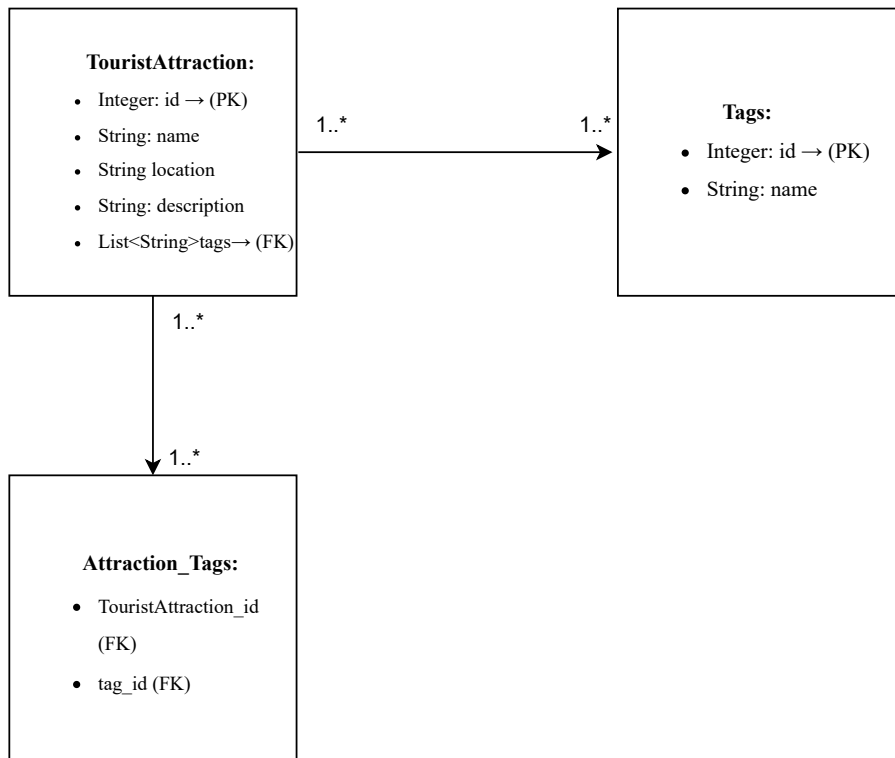 TouristAttraction:
• Integer: id → (PK)
• String: name
• String location
• String: description
• List<String>tags→ (FK)
1..*
1..*
Tags:
• Integer: id → (PK)
• String: name
1..*
1..*
Attraction_Tags:
• TouristAttraction_id
(FK)
• tag_id (FK)